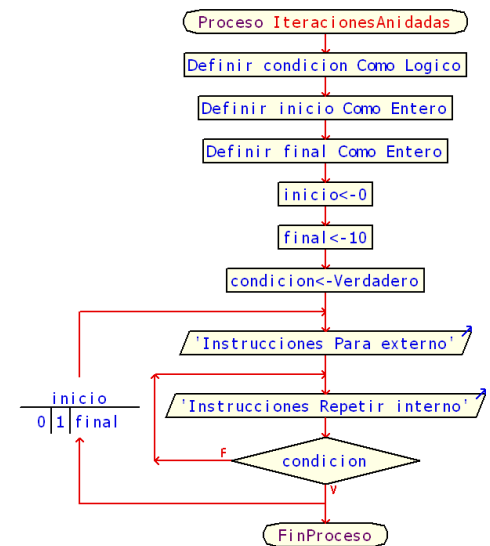 Proceso IteracionesAnidadas
Definir condicion Como Logico
Definir inicio Como Entero
Definir final Como Entero
inicio<-0
final<-10
condicion<-Verdadero
'Instrucciones Para externo'
inicio
0 1 final
'Instrucciones Repetir interno'
F
condicion
V
FinProceso